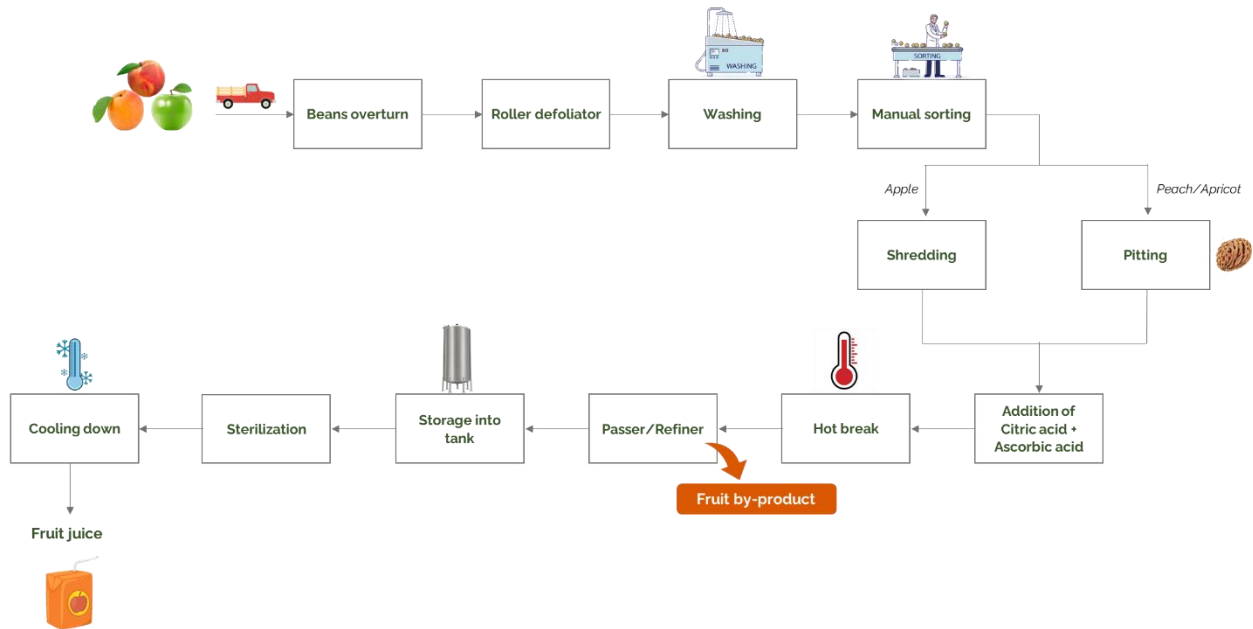 Beans overturn
Roller defoliator
WASHING
Washing
SORTING
Manual sorting
Apple
Peach/Apricot
Shredding
Pitting
Addition of
Citric acid +
Ascorbic acid
Hot break
Passer/Refiner
Fruit by-product
Storage into
tank
Sterilization
Cooling down
Fruit juice